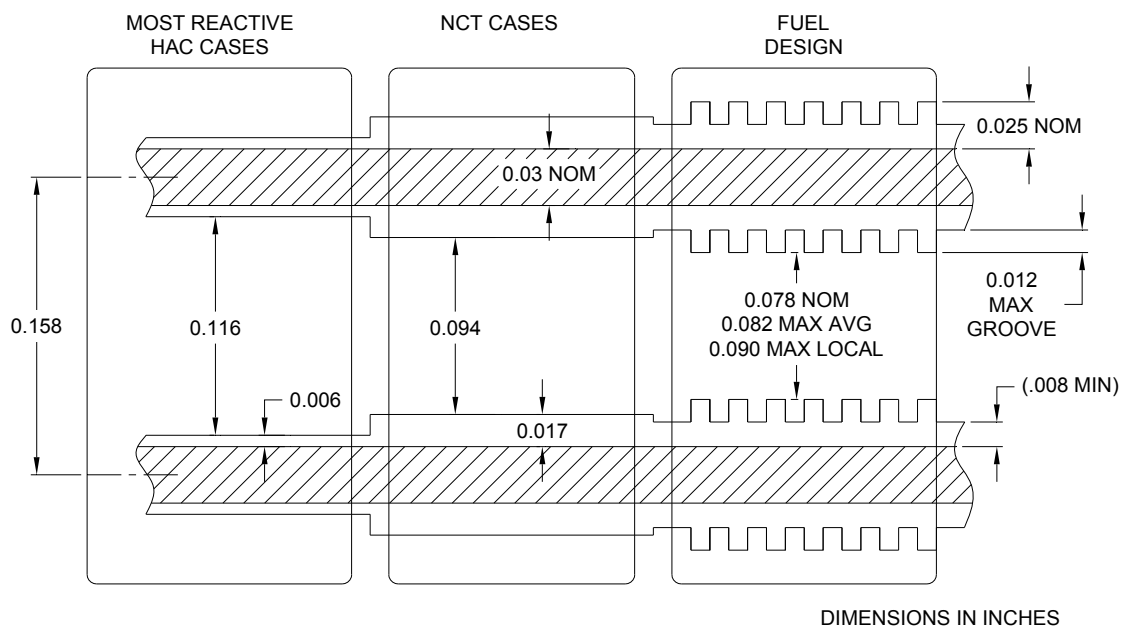 MOST REACTIVE
HAC CASES
NCT CASES
FUEL
DESIGN
0.025 NOM
0.03 NOM
0.012
MAX
GROOVE
0.158
0.116
0.094
0.078 NOM
0.082 MAX AVG
0.090 MAX LOCAL
0.006
0.017
(.008 MIN)
DIMENSIONS IN INCHES